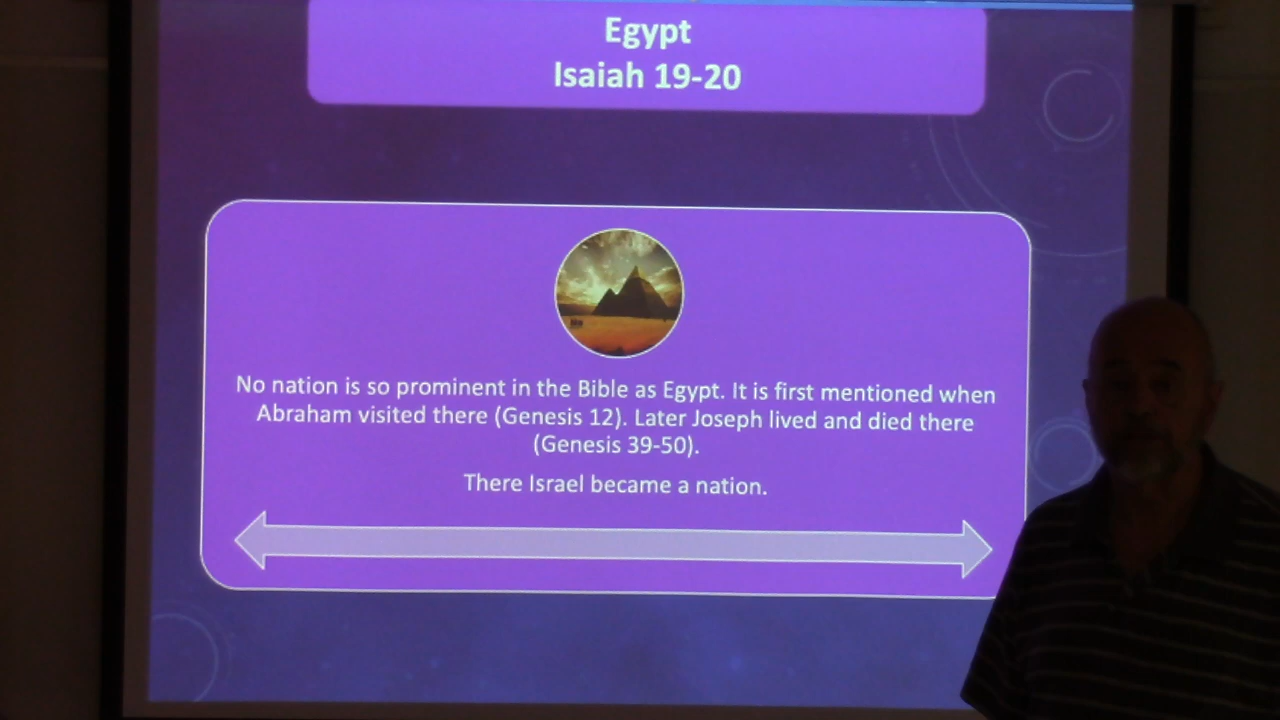 Egypt
Isaiah 19-20
No nation is so prominent in the Bible as Egypt. It is first mentioned when
Abraham visited there (Genesis 12). Later Joseph lived and died there
(Genesis 39-50).
There Israel became a nation.